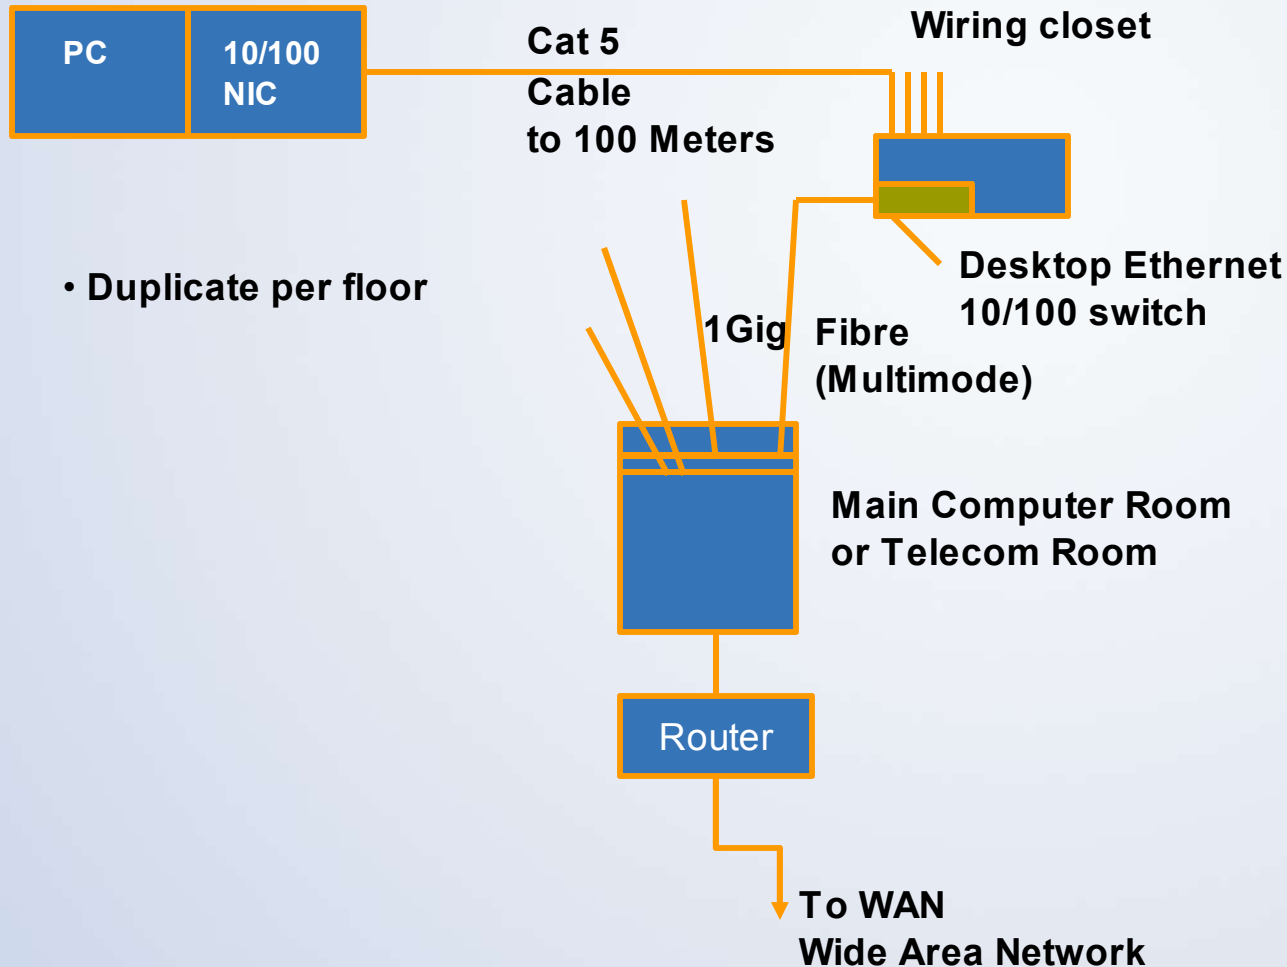 PC
10/100
NIC
Cat 5
Cable
to 100 Meters
Wiring closet
Desktop Ethernet
10/100 switch
• Duplicate per floor
1Gig
Fibre
(Multimode)
Main Computer Room
or Telecom Room
Router
To WAN
Wide Area Network